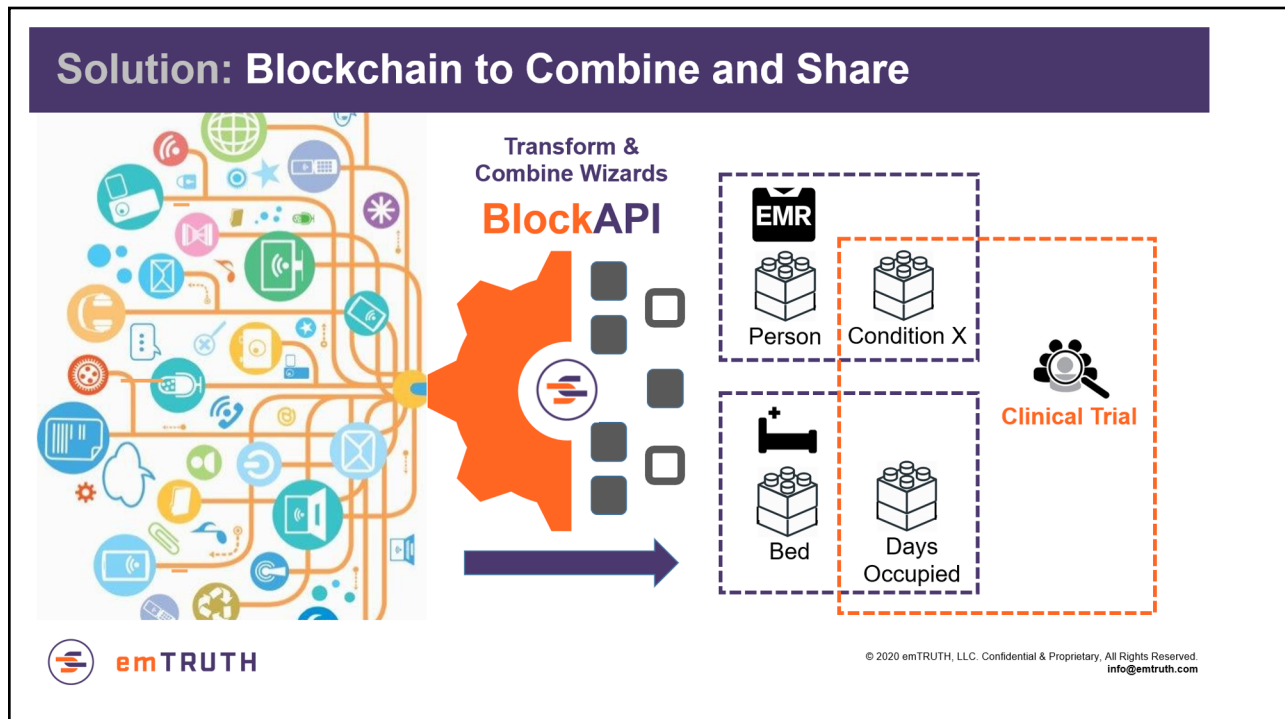 Solution: Blockchain to Combine and Share
Transform &
Combine Wizards
BlockAPI
EMR
Person
Condition X
Clinical Trial
Bed
Days
Occupied
emTRUTH
© 2020 emTRUTH, LLC. Confidential & Proprietary, All Rights Reserved.
info@emtruth.com